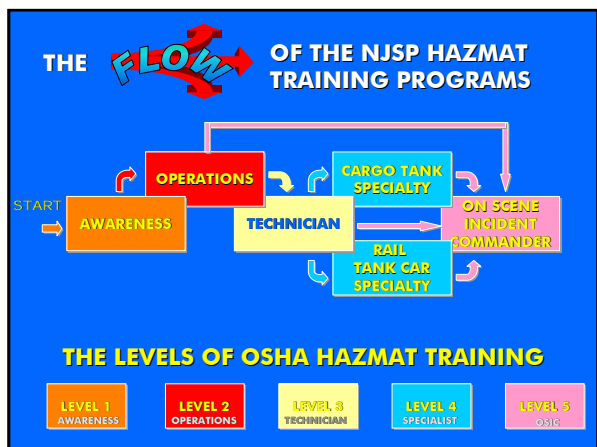 THE FLOW OF THE NJSP HAZMAT
TRAINING PROGRAMS
OPERATIONS
CARGO TANK
SPECIALTY
START
AWARENESS
TECHNICIAN
ON SCENE
INCIDENT
COMMANDER
RAIL
TANK CAR
SPECIALTY
THE LEVELS OF OSHA HAZMAT TRAINING
LEVEL 1
AWARENESS
LEVEL 2
OPERATIONS
LEVEL 3
TECHNICIAN
LEVEL 4
SPECIALIST
LEVEL 5
OSIC